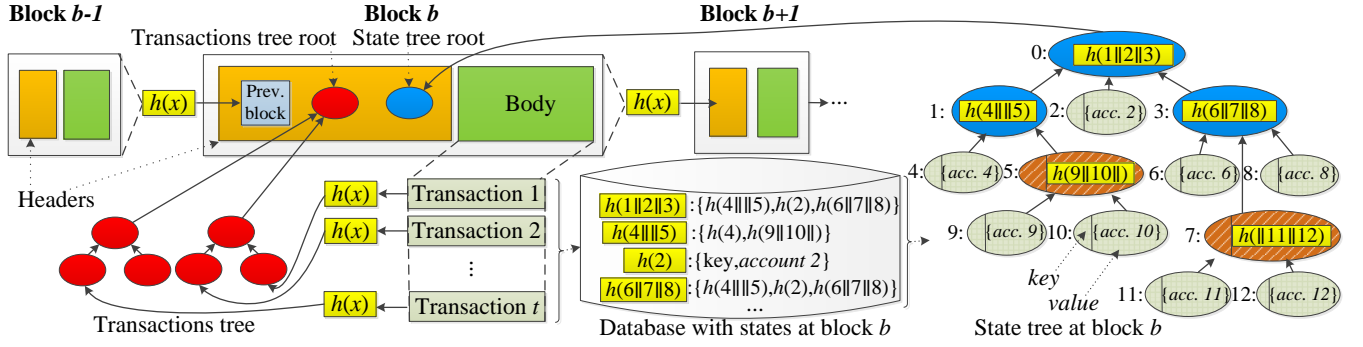 Block b-1
Block b
Block b+1
Transactions tree root
State tree root
Prev.
block
Body
h(x)
h(x)
...
Headers
h(x)
Transaction 1
h(x)
Transaction 2
...
h(x)
Transaction t
Transactions tree
h(1||2||3):{h(4||||5),h(2),h(6||7||8)}
h(4||||5):{h(4),h(9||10||)}
h(2):{key,account 2}
h(6||7||8):{h(4||||5),h(2),h(6||7||8)}
...
Database with states at block b
0: h(1||2||3)
1: h(4||||5)
2: {acc. 2}
3: h(6||7||8)
4: {acc. 4}
5: h(9||10||)
6: {acc. 6}
8: {acc. 8}
9: {acc. 9}
10: {acc. 10}
7: h(||11||12)
key
value
11: {acc. 11}
12: {acc. 12}
State tree at block b